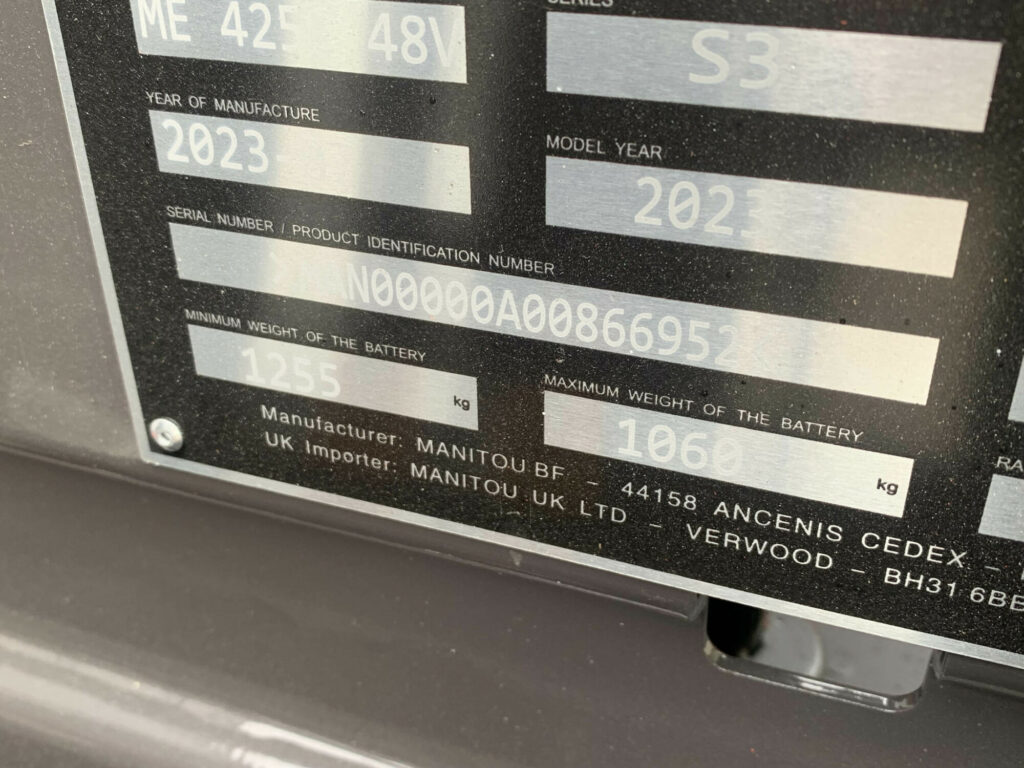 ME 425 48V
SERIES
S3
YEAR OF MANUFACTURE
2023-
MODEL YEAR
2023
SERIAL NUMBER / PRODUCT IDENTIFICATION NUMBER
N00000A00866952
MINIMUM WEIGHT OF THE BATTERY
1255
kg
MAXIMUM WEIGHT OF THE BATTERY
1060
kg
Manufacturer: MANITOU BF – 44158 ANCENIS CEDEX –
UK Importer: MANITOU UK LTD – VERWOOD – BH31 6BE